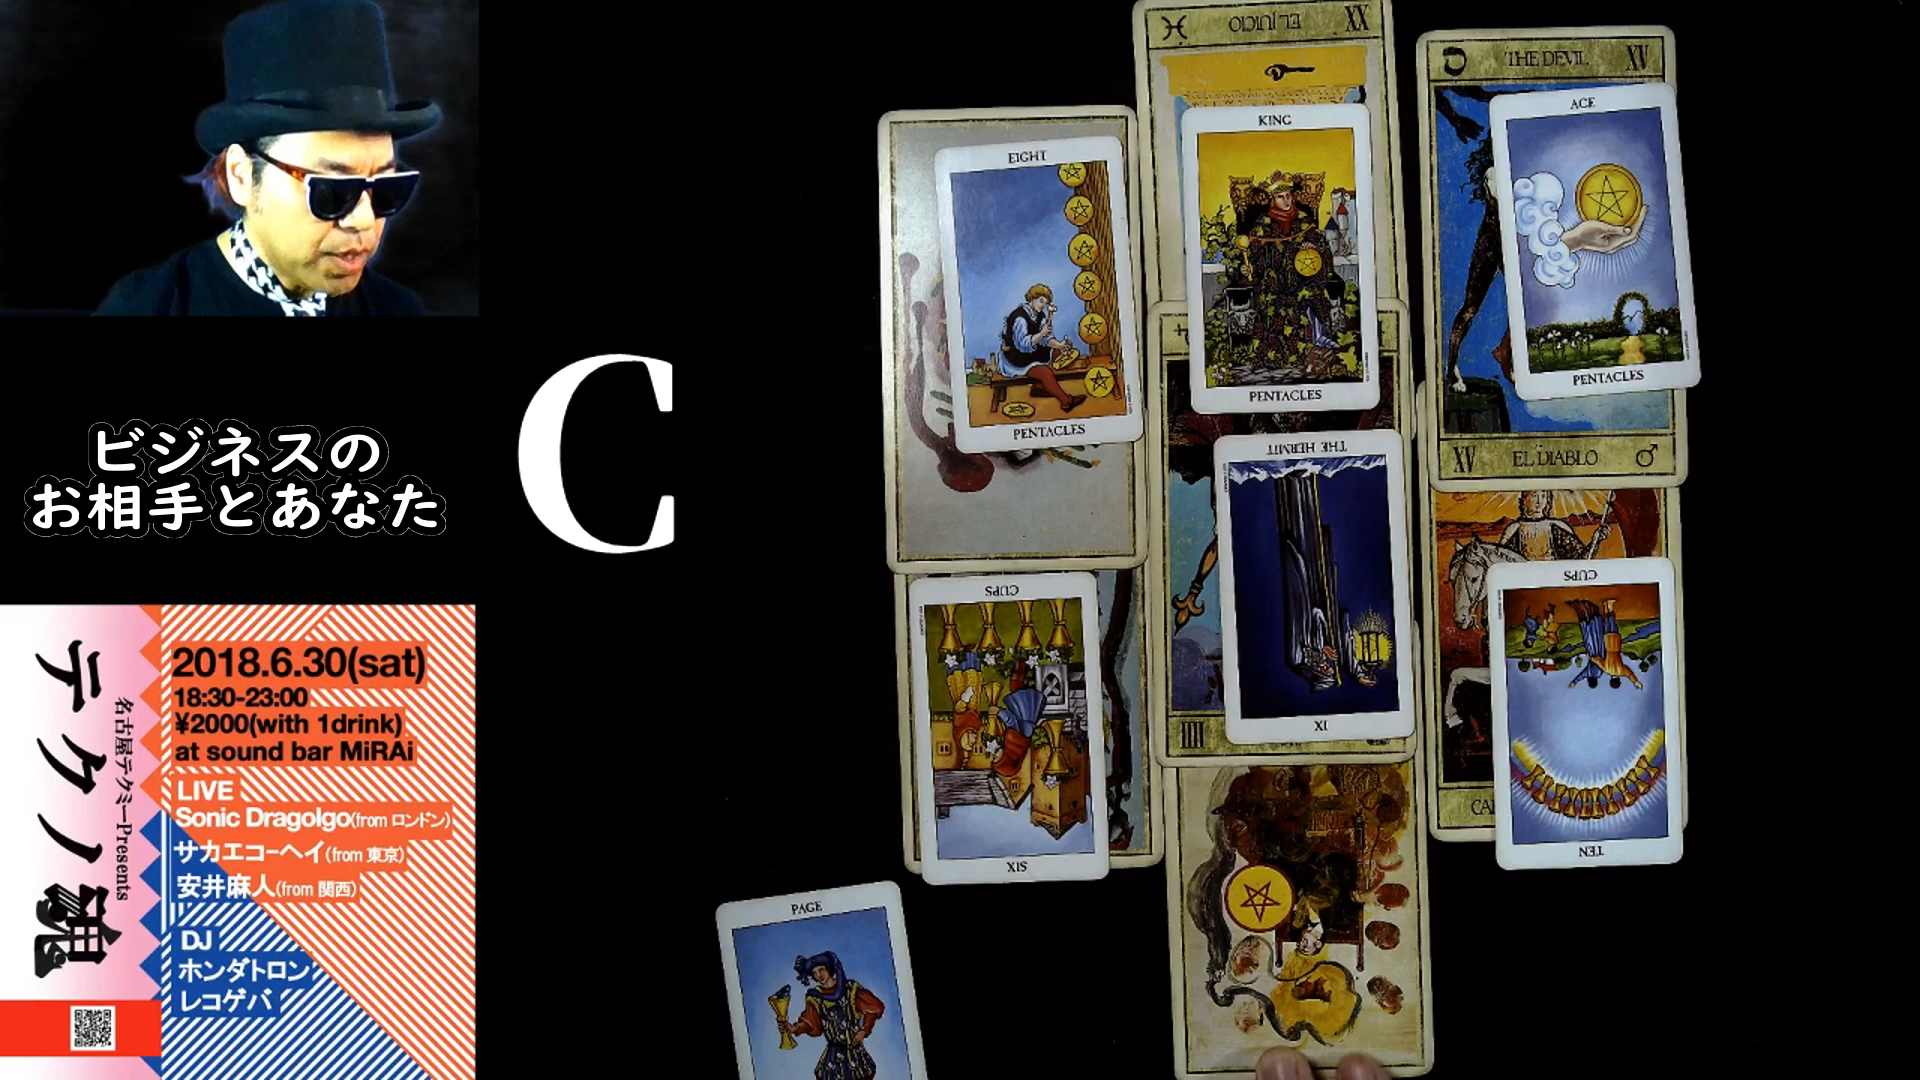 ビジネスの
お相手とあなた
C
テクノ魂
名古屋テクミーPresents
2018.6.30(sat)
18:30-23:00
¥2000(with 1drink)
at sound bar MiRAi
LIVE
Sonic Dragolgo(from ロンドン)
サカエコーヘイ(from 東京)
安井麻人(from 関西)
DJ
ホンダトロン
レコゲバ
EL JUICIO XX
THE DEVIL XV
XV EL DIABLO
EIGHT
PENTACLES
KING
PENTACLES
ACE
PENTACLES
CUPS
SIX
THE HERMIT
IX
IIII
CUPS
TEN
PAGE